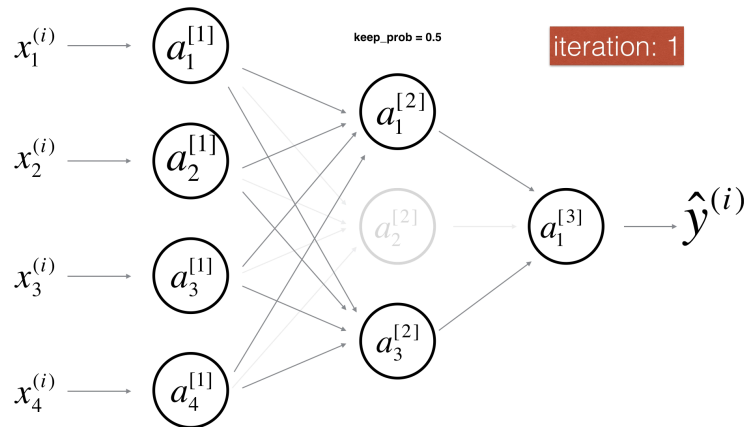 keep_prob = 0.5
iteration: 1
x_1^{(i)}
a_1^{[1]}
a_1^{[2]}
x_2^{(i)}
a_2^{[1]}
a_2^{[2]}
a_1^{[3]}
ŷ^{(i)}
x_3^{(i)}
a_3^{[1]}
a_3^{[2]}
x_4^{(i)}
a_4^{[1]}